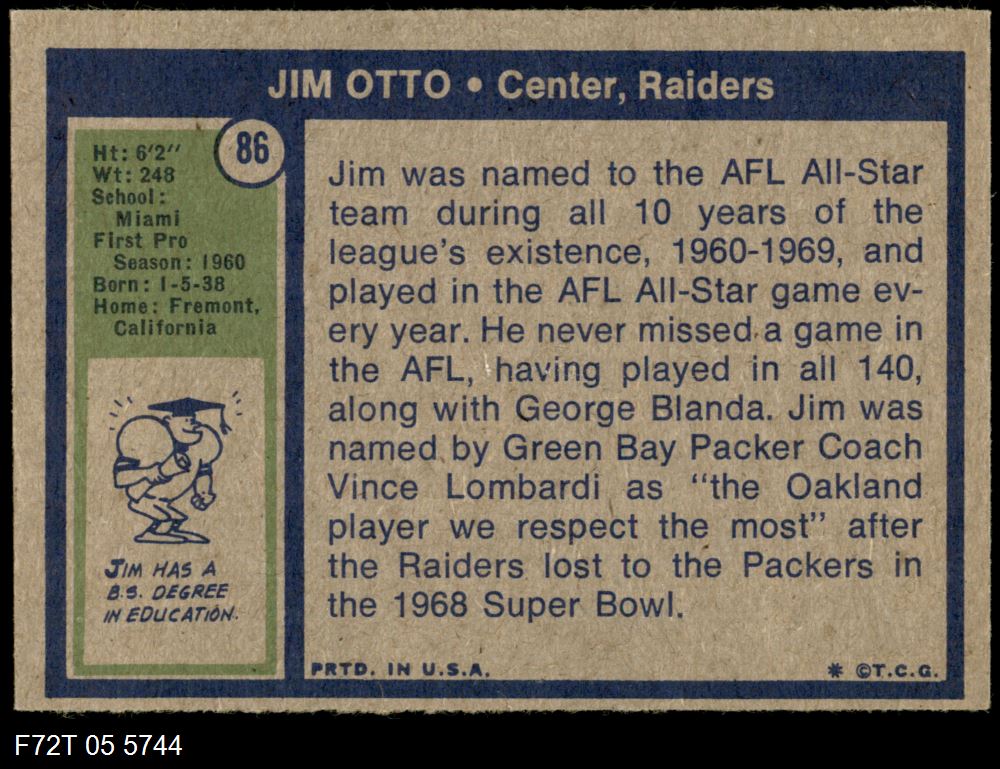 JIM OTTO • Center, Raiders
86
Ht: 6'2"
Wt: 248
School:
Miami
First Pro
Season: 1960
Born: 1-5-38
Home: Fremont,
California
JIM HAS A
B.S. DEGREE
IN EDUCATION.
Jim was named to the AFL All-Star
team during all 10 years of the
league's existence, 1960-1969, and
played in the AFL All-Star game ev-
ery year. He never missed a game in
the AFL, having played in all 140,
along with George Blanda. Jim was
named by Green Bay Packer Coach
Vince Lombardi as "the Oakland
player we respect the most" after
the Raiders lost to the Packers in
the 1968 Super Bowl.
PRTD. IN U.S.A.
* ©T.C.G.
F72T 05 5744